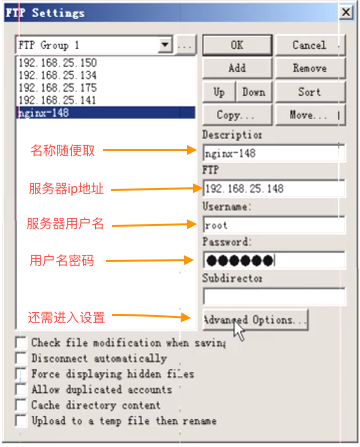 FTP Settings
FTP Group 1
...
OK
Cancel
192.168.25.150
192.168.25.134
192.168.25.175
192.168.25.141
nginx-148
Add
Remove
Up
Down
Sort
Copy...
Move...
Description
名称随便取
nginx-148
FTP
服务器ip地址
192.168.25.148
Username:
服务器用户名
root
Password:
用户名密码
●●●●●●
Subdirector
还需进入设置
Advanced Options...
Check file modification when saving
Disconnect automatically
Force displaying hidden files
Allow duplicated accounts
Cache directory content
Upload to a temp file then rename